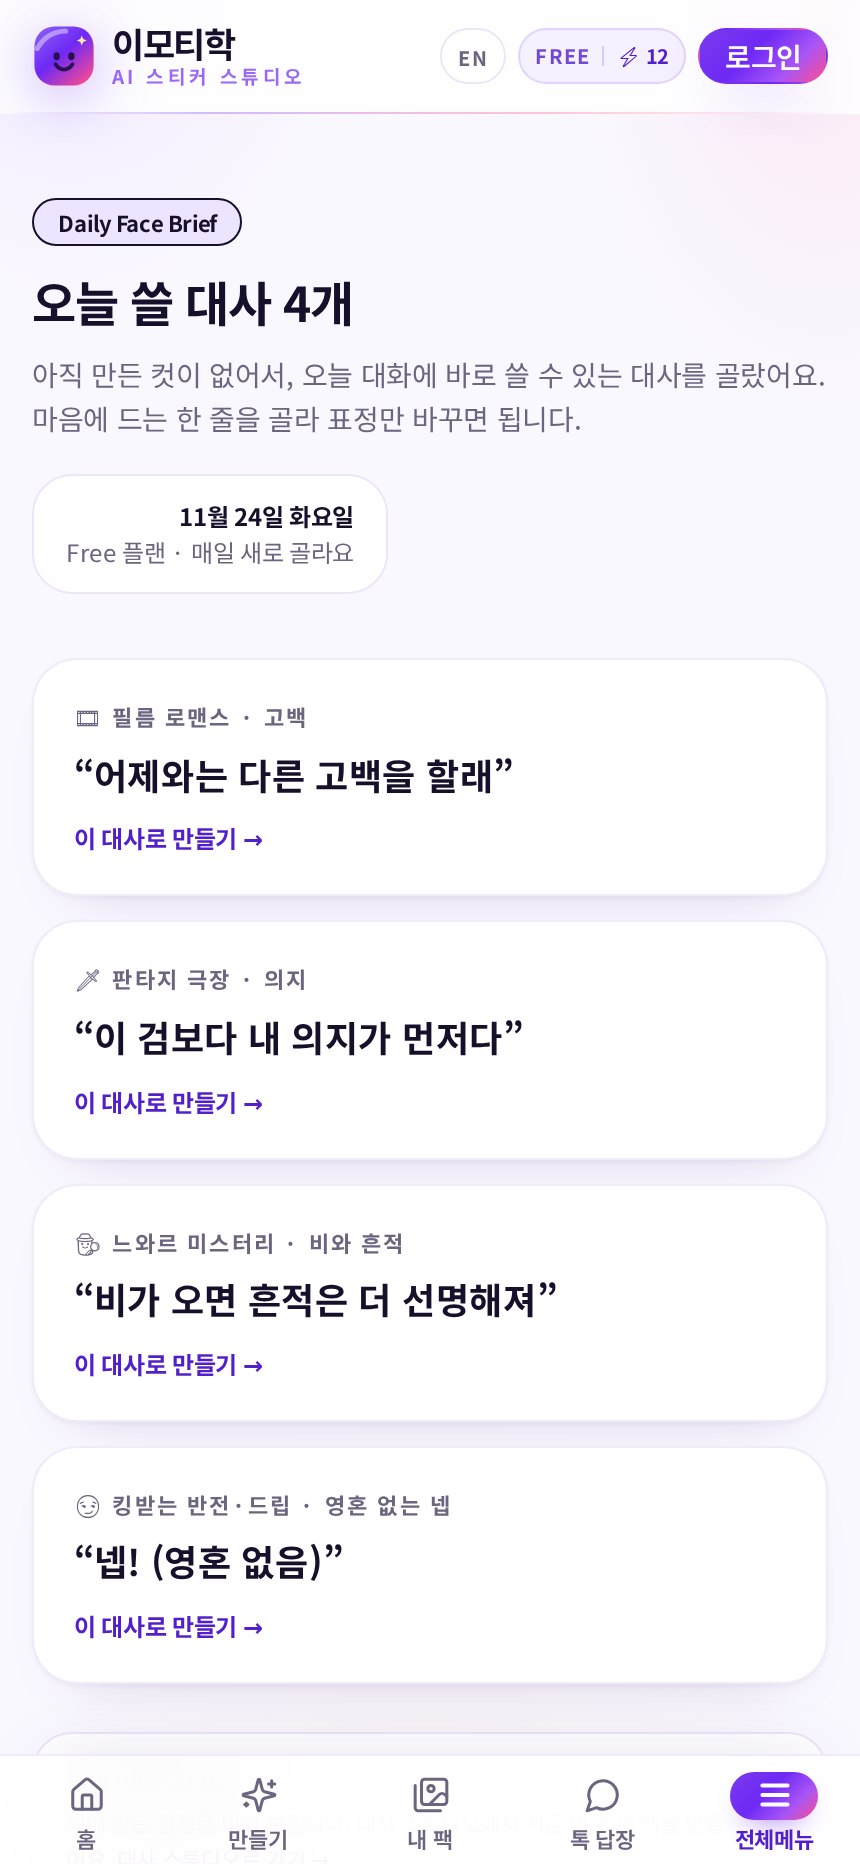 이모티학
AI 스티커 스튜디오
EN
FREE
12
로그인
Daily Face Brief
오늘 쓸 대사 4개
아직 만든 컷이 없어서, 오늘 대화에 바로 쓸 수 있는 대사를 골랐어요.
마음에 드는 한 줄을 골라 표정만 바꾸면 됩니다.
11월 24일 화요일
Free 플랜 · 매일 새로 골라요
필름 로맨스 · 고백
“어제와는 다른 고백을 할래”
이 대사로 만들기 →
판타지 극장 · 의지
“이 검보다 내 의지가 먼저다”
이 대사로 만들기 →
느와르 미스터리 · 비와 흔적
“비가 오면 흔적은 더 선명해져”
이 대사로 만들기 →
킹받는 반전·드립 · 영혼 없는 넵
“넵! (영혼 없음)”
이 대사로 만들기 →
홈
만들기
내 팩
톡 답장
전체메뉴